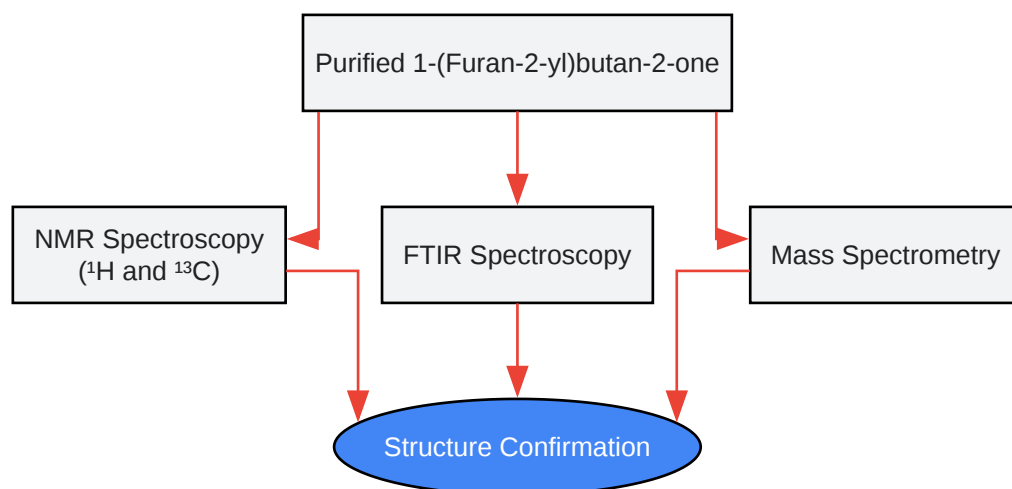 Purified 1-(Furan-2-yl)butan-2-one
NMR Spectroscopy
(¹H and ¹³C)
FTIR Spectroscopy
Mass Spectrometry
Structure Confirmation